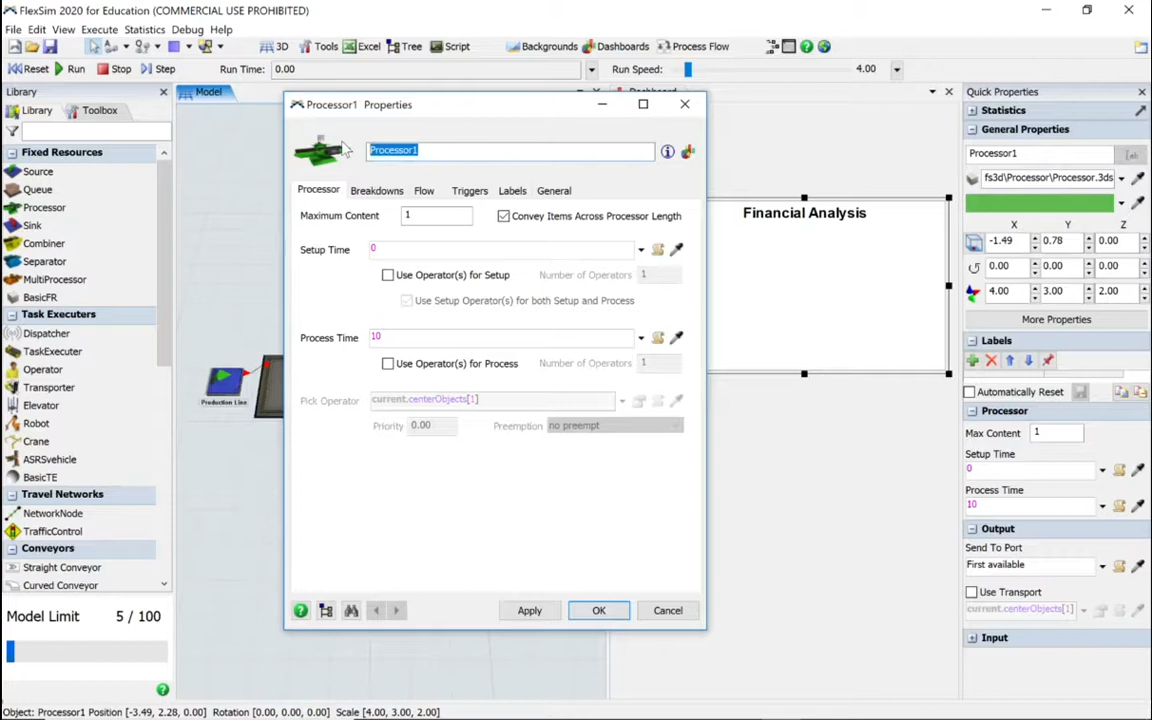 FlexSim 2020 for Education (COMMERCIAL USE PROHIBITED)
File Edit View Execute Statistics Debug Help
3D Tools Excel Tree Script Backgrounds Dashboards Process Flow
Reset Run Stop Step Run Time: 0.00 Run Speed: 4.00
Library
Library Toolbox
Fixed Resources
Source
Queue
Processor
Sink
Combiner
Separator
MultiProcessor
BasicFR
Task Executers
Dispatcher
TaskExecuter
Operator
Transporter
Elevator
Robot
Crane
ASRSvehicle
BasicTE
Travel Networks
NetworkNode
TrafficControl
Conveyors
Straight Conveyor
Curved Conveyor
Model Limit 5 / 100
Model
Production Line
Processor1 Properties
Processor1
Processor Breakdowns Flow Triggers Labels General
Maximum Content 1 Convey Items Across Processor Length
Setup Time 0
Use Operator(s) for Setup Number of Operators 1
Use Setup Operator(s) for both Setup and Process
Process Time 10
Use Operator(s) for Process Number of Operators 1
Pick Operator current.centerObjects[1]
Priority 0.00 Preemption no preempt
Apply OK Cancel
Financial Analysis
Quick Properties
Statistics
General Properties
Processor1
fs3d\Processor\Processor.3ds
X Y Z
-1.49 0.78 0.00
0.00 0.00 0.00
4.00 3.00 2.00
More Properties
Labels
Automatically Reset
Processor
Max Content 1
Setup Time
0
Process Time
10
Output
Send To Port
First available
Use Transport
current.centerObjects[1]
Input
Object: Processor1 Position [-3.49, 2.28, 0.00] Rotation [0.00, 0.00, 0.00] Scale [4.00, 3.00, 2.00]